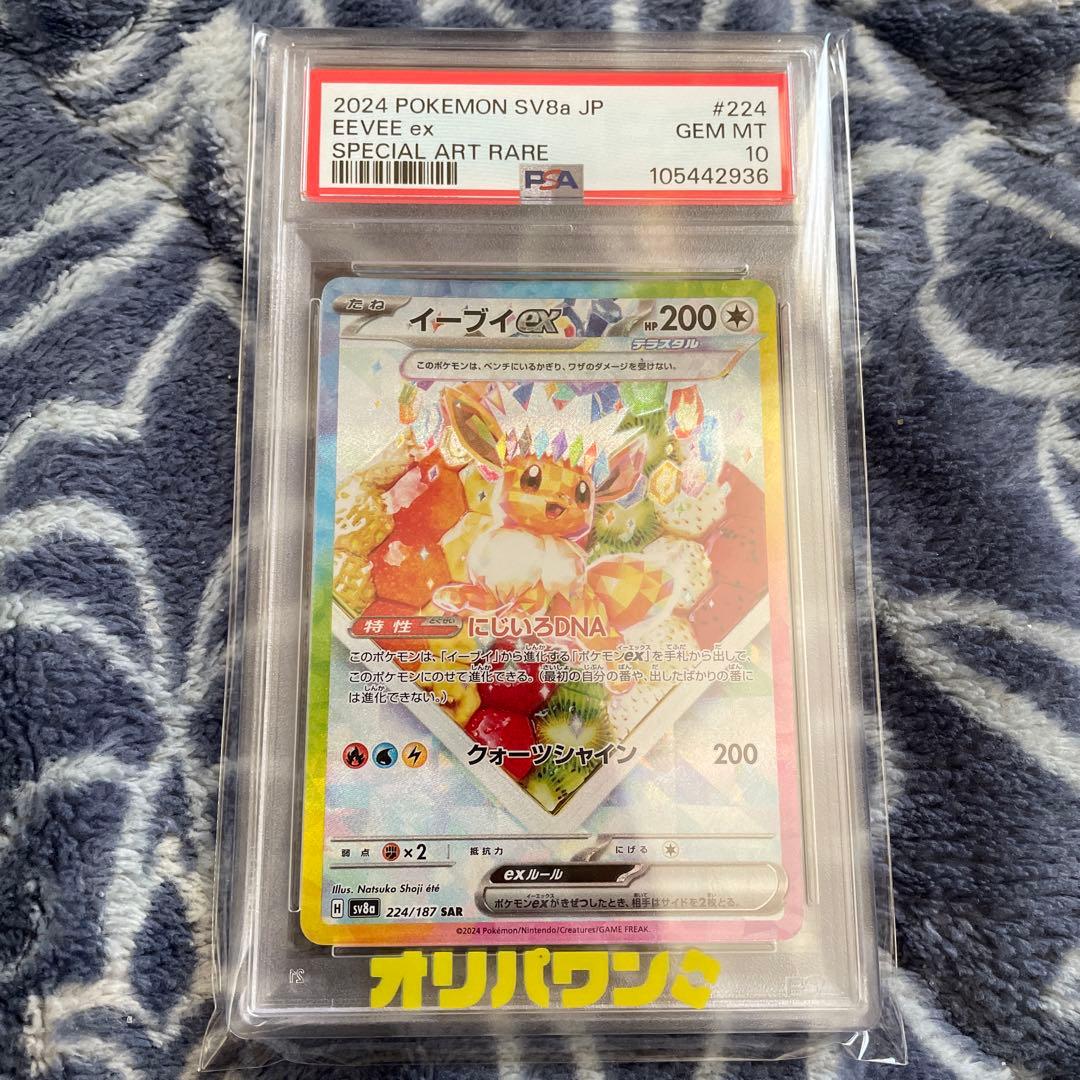 2024 POKEMON SV8a JP #224
EEVEE ex GEM MT
SPECIAL ART RARE 10
PSA 105442936
たね イーブイex HP200
テラスタル
このポケモンは、ベンチにいるかぎり、ワザのダメージを受けない。
特性 とくせい にじいろDNA
このポケモンは、「イーブイ」から進化する「ポケモンex」を手札から出して、
このポケモンにのせて進化できる。(最初の自分の番や、出したばかりの番に
は進化できない。)
クォーツシャイン 200
弱点 ×2 抵抗力 にげる
exルール
ポケモンexがきぜつしたとき、相手はサイドを2枚とる。
Illus. Natsuko Shoji été
H sv8a 224/187 SAR
©2024 Pokémon/Nintendo/Creatures/GAME FREAK.
オリパワン